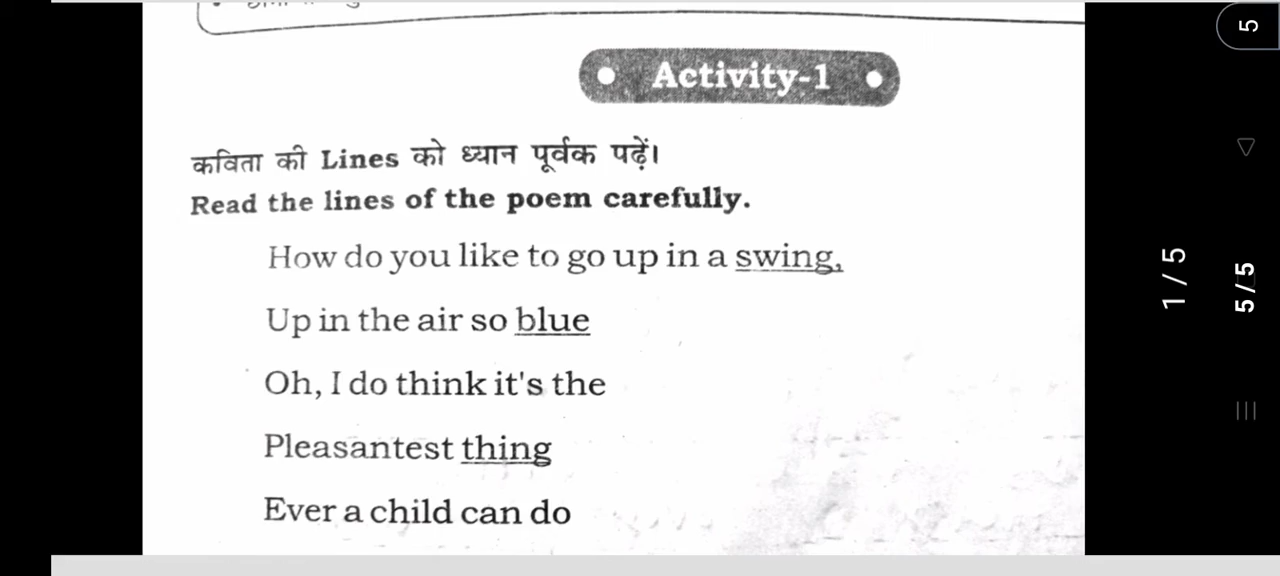 Activity-1
कविता की Lines को ध्यान पूर्वक पढ़ें।
Read the lines of the poem carefully.
How do you like to go up in a swing,
Up in the air so blue
Oh, I do think it's the
Pleasantest thing
Ever a child can do
5
1/5
5/5